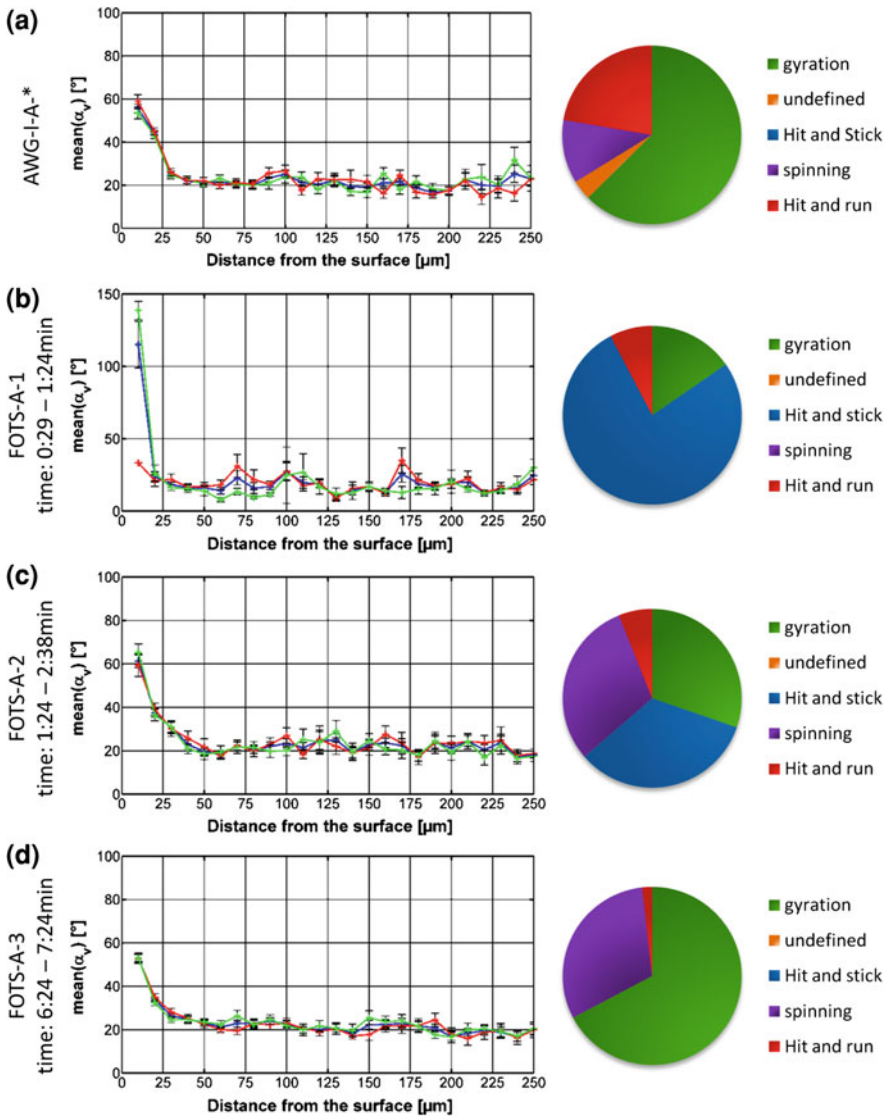 (a)
AWG-I-A-*
mean(αv) [°]
100
80
60
40
20
0
0 25 50 75 100 125 150 175 200 225 250
Distance from the surface [µm]
gyration
undefined
Hit and Stick
spinning
Hit and run
(b)
FOTS-A-1
time: 0:29 – 1:24min
mean(αv) [°]
150
100
50
0
0 25 50 75 100 125 150 175 200 225 250
Distance from the surface [µm]
gyration
undefined
Hit and stick
spinning
Hit and run
(c)
FOTS-A-2
time: 1:24 – 2:38min
mean(αv) [°]
100
80
60
40
20
0
0 25 50 75 100 125 150 175 200 225 250
Distance from the surface [µm]
gyration
undefined
Hit and stick
spinning
Hit and run
(d)
FOTS-A-3
time: 6:24 – 7:24min
mean(αv) [°]
100
80
60
40
20
0
0 25 50 75 100 125 150 175 200 225 250
Distance from the surface [µm]
gyration
undefined
Hit and stick
spinning
Hit and run